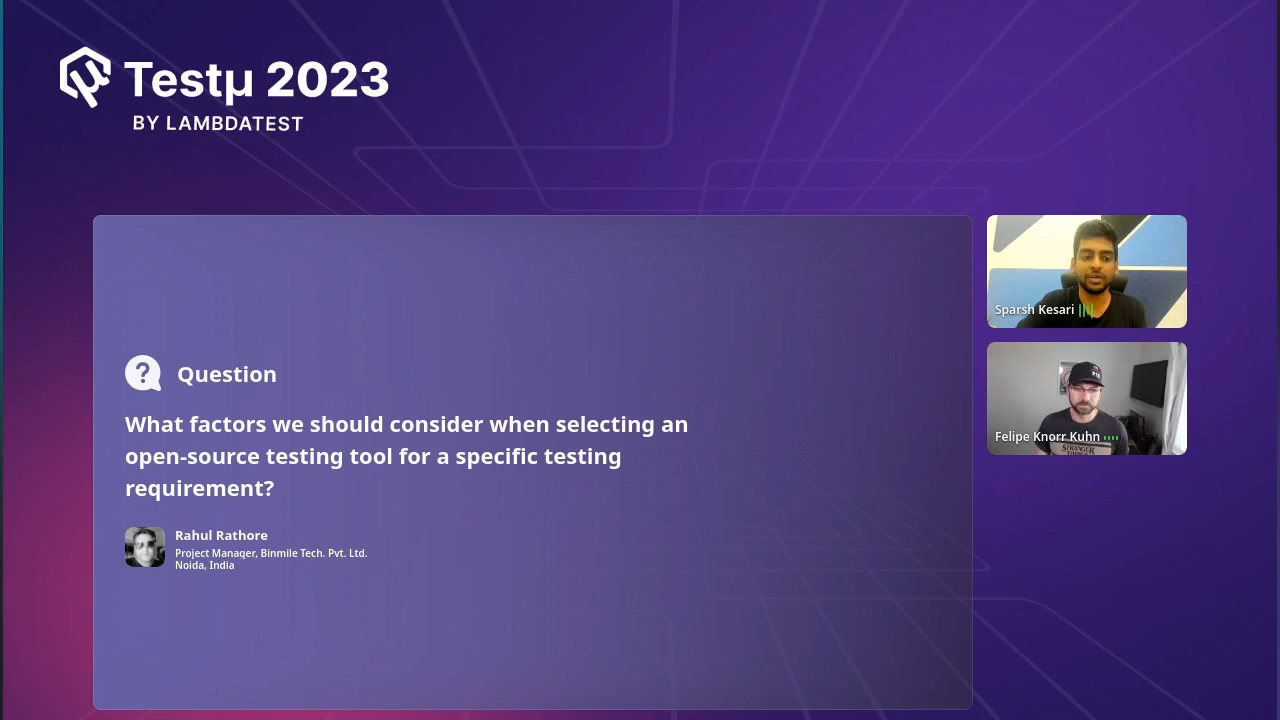 Testμ 2023
BY LAMBDATEST
Question
What factors we should consider when selecting an
open-source testing tool for a specific testing
requirement?
Rahul Rathore
Project Manager, Binmile Tech. Pvt. Ltd.
Noida, India
Sparsh Kesari
Felipe Knorr Kuhn